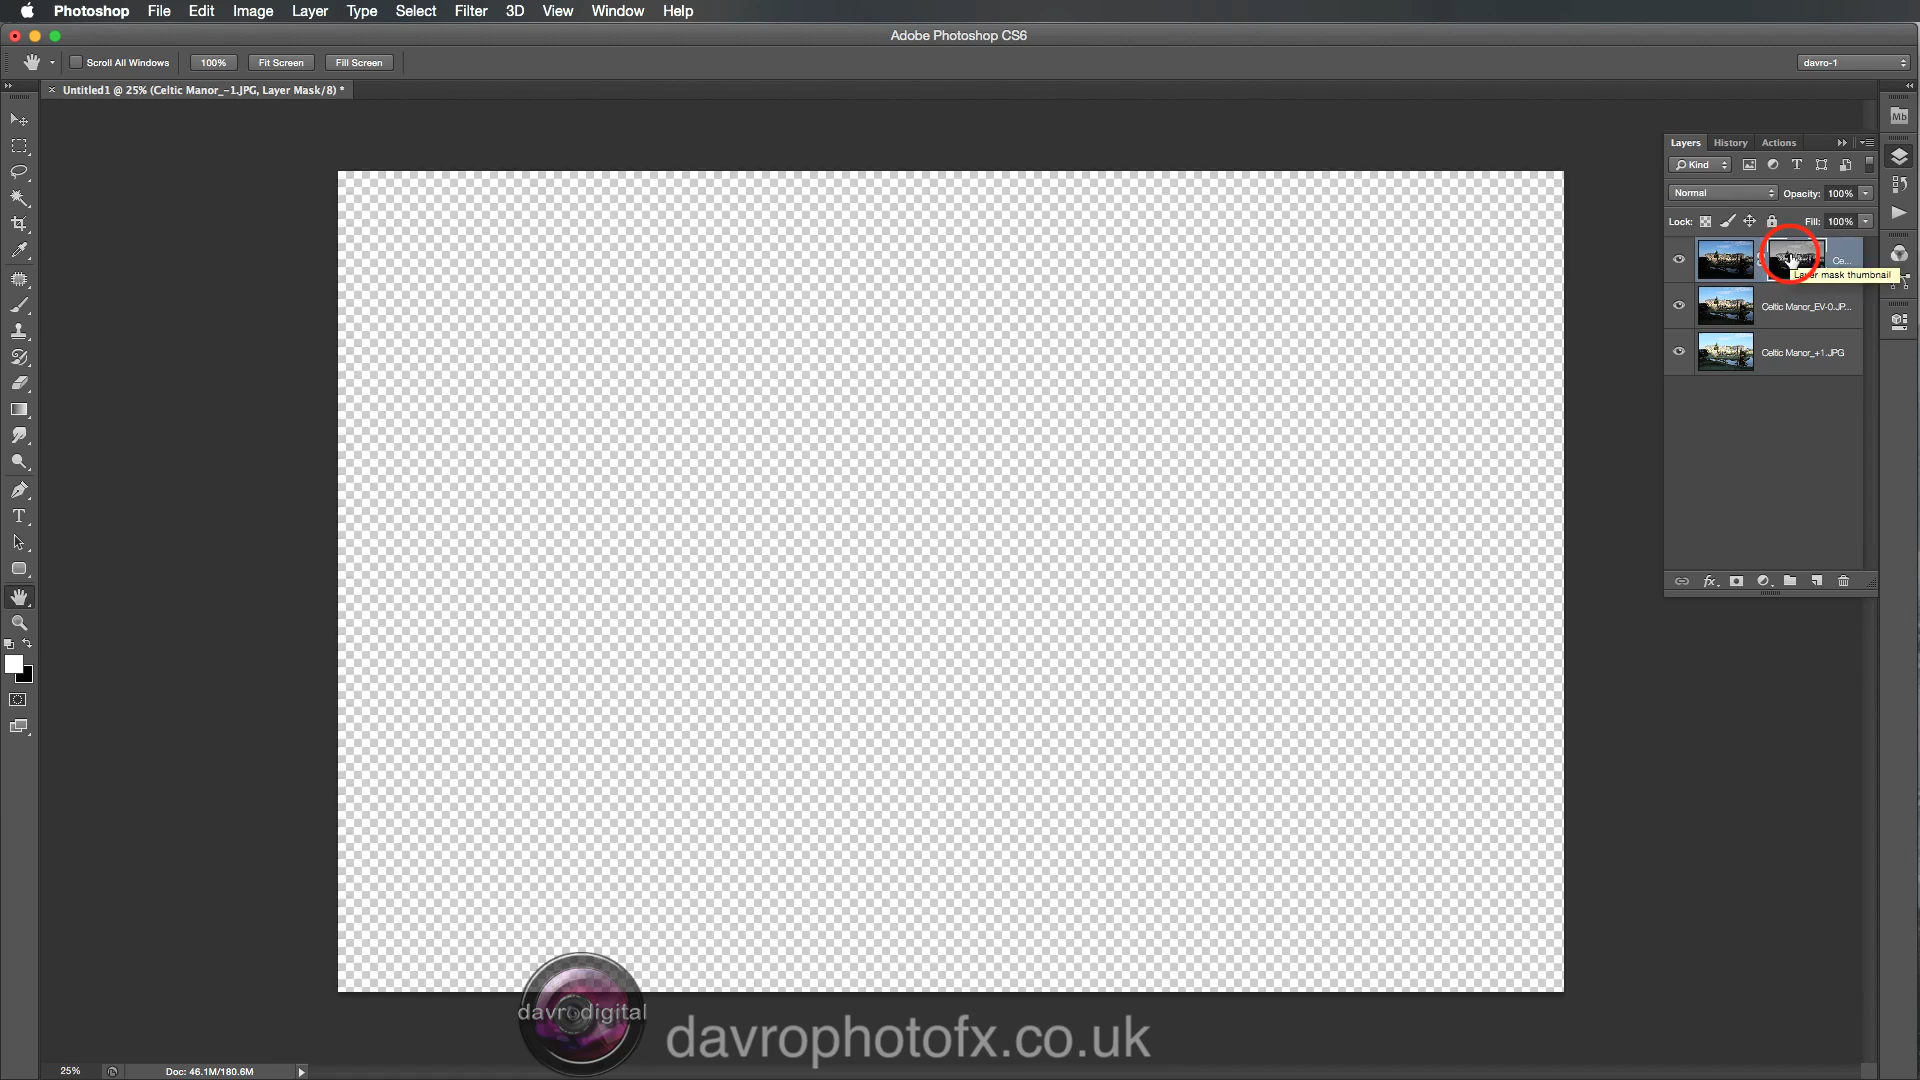 Photoshop File Edit Image Layer Type Select Filter 3D View Window Help
Adobe Photoshop CS6
Scroll All Windows 100% Fit Screen Fill Screen davro-1
Untitled1 @ 25% (Celtic Manor_-1.JPG, Layer Mask/8) *
Mb
Layers History Actions
Kind
Normal Opacity: 100%
Lock: Fill: 100%
Ce...
Layer mask thumbnail
Celtic Manor_EV-0.JP...
Celtic Manor_+1.JPG
fx
davrodigital
davrophotofx.co.uk
25% Doc: 46.1M/180.6M